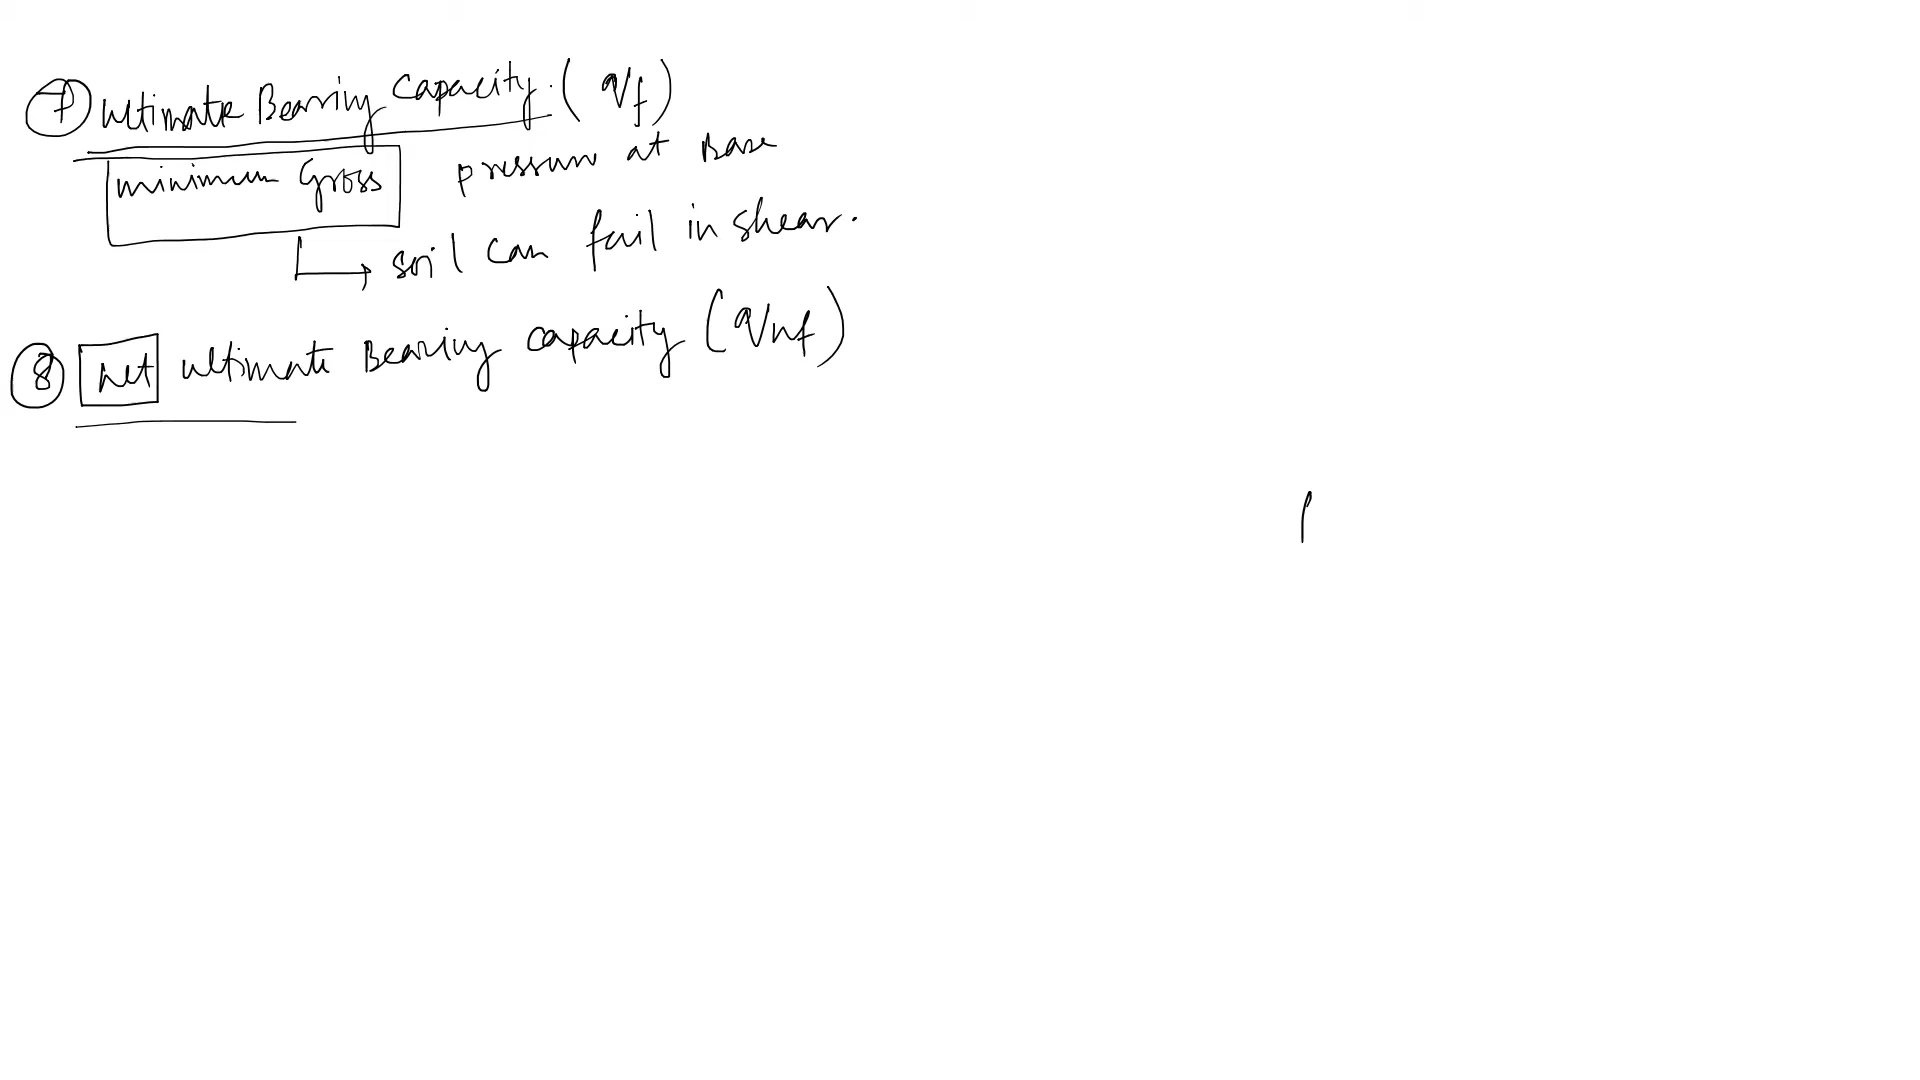 7 Ultimate Bearing Capacity. (qf)
minimum Gross pressure at Base
soil can fail in shear.
8 net ultimate Bearing capacity (qnf)